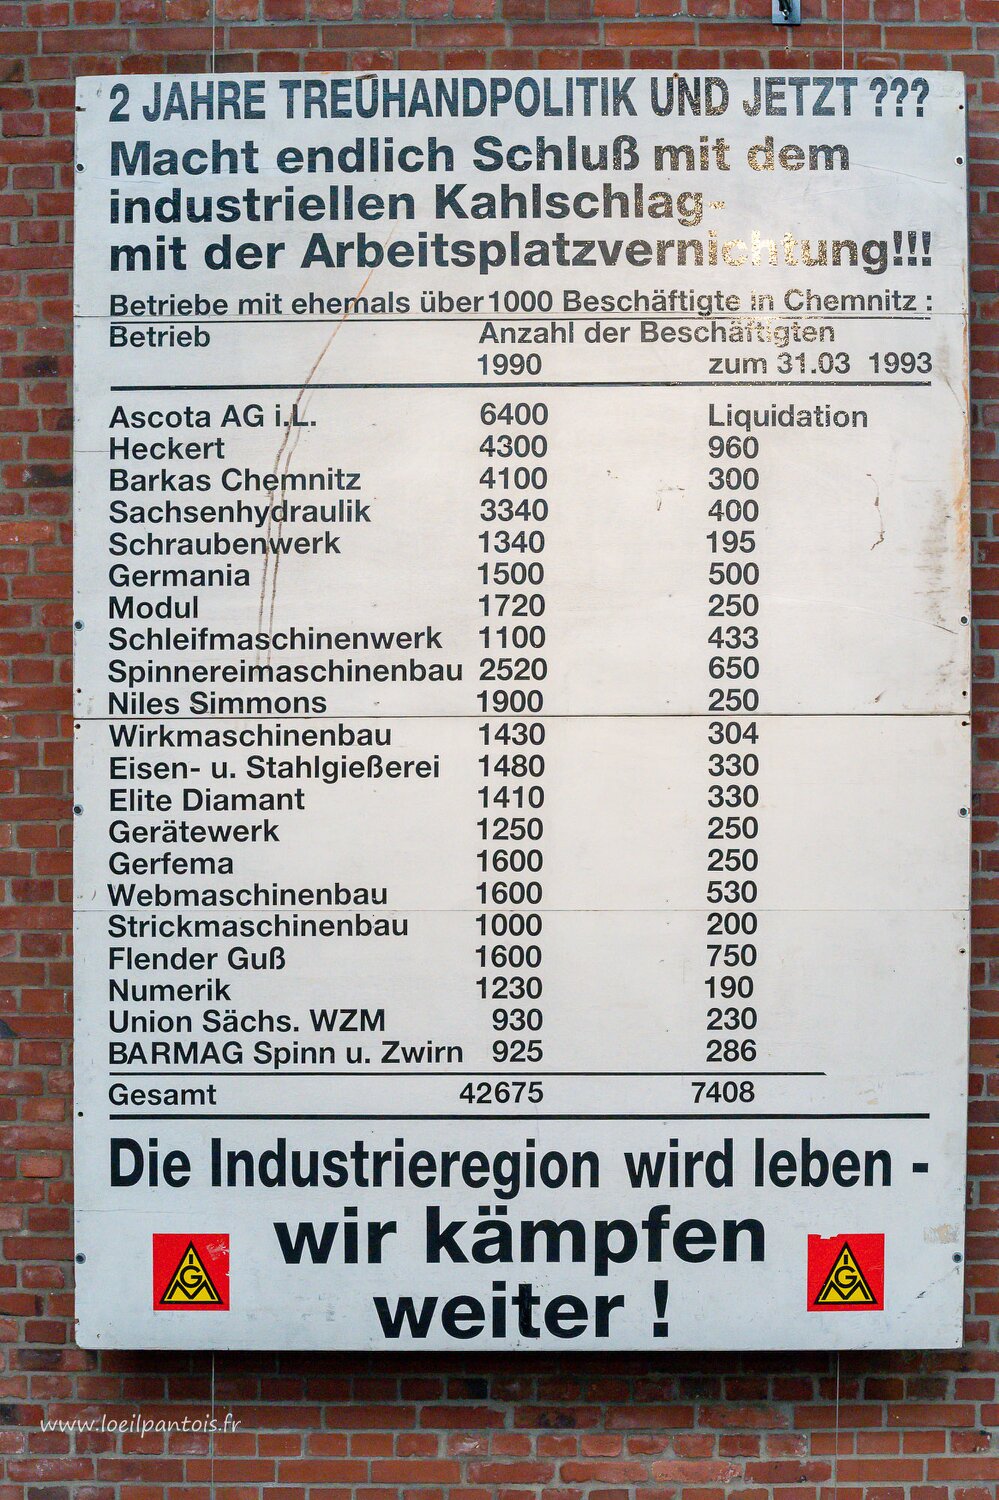 2 JAHRE TREUHANDPOLITIK UND JETZT ???
Macht endlich Schluß mit dem
industriellen Kahlschlag-
mit der Arbeitsplatzvernichtung!!!
Betriebe mit ehemals über 1000 Beschäftigte in Chemnitz :
Betrieb Anzahl der Beschäftigten
1990 zum 31.03 1993
Ascota AG i.L. 6400 Liquidation
Heckert 4300 960
Barkas Chemnitz 4100 300
Sachsenhydraulik 3340 400
Schraubenwerk 1340 195
Germania 1500 500
Modul 1720 250
Schleifmaschinenwerk 1100 433
Spinnereimaschinenbau 2520 650
Niles Simmons 1900 250
Wirkmaschinenbau 1430 304
Eisen- u. Stahlgießerei 1480 330
Elite Diamant 1410 330
Gerätewerk 1250 250
Gerfema 1600 250
Webmaschinenbau 1600 530
Strickmaschinenbau 1000 200
Flender Guß 1600 750
Numerik 1230 190
Union Sächs. WZM 930 230
BARMAG Spinn u. Zwirn 925 286
Gesamt 42675 7408
Die Industrieregion wird leben -
wir kämpfen
weiter !
IGM IGM
www.loeilpantois.fr